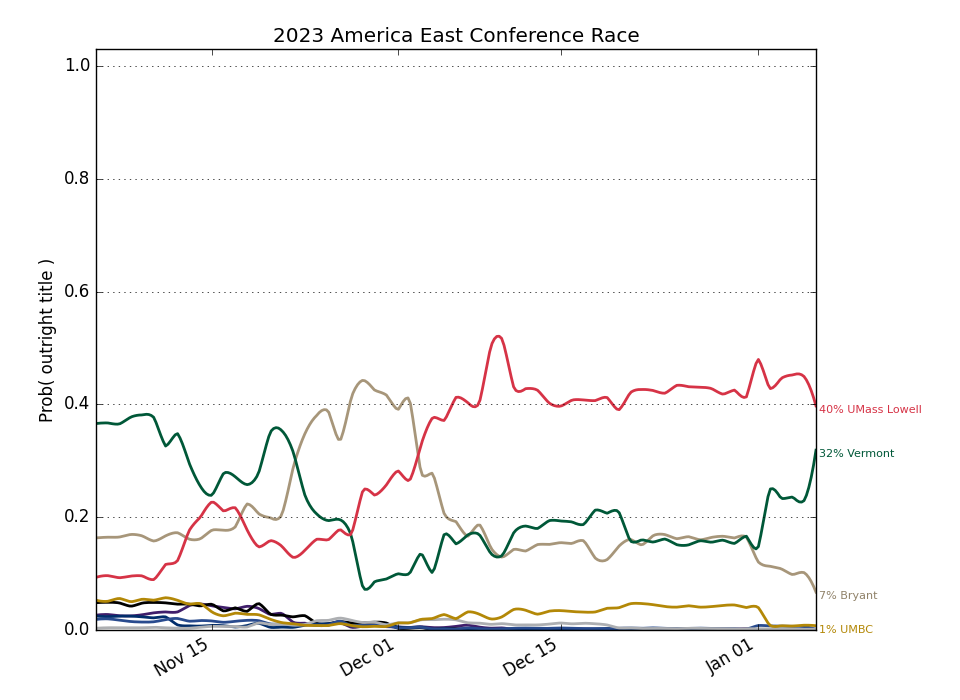 2023 America East Conference Race
Prob( outright title )
1.0
0.8
0.6
0.4
0.2
0.0
40% UMass Lowell
32% Vermont
7% Bryant
1% UMBC
Nov 15
Dec 01
Dec 15
Jan 01